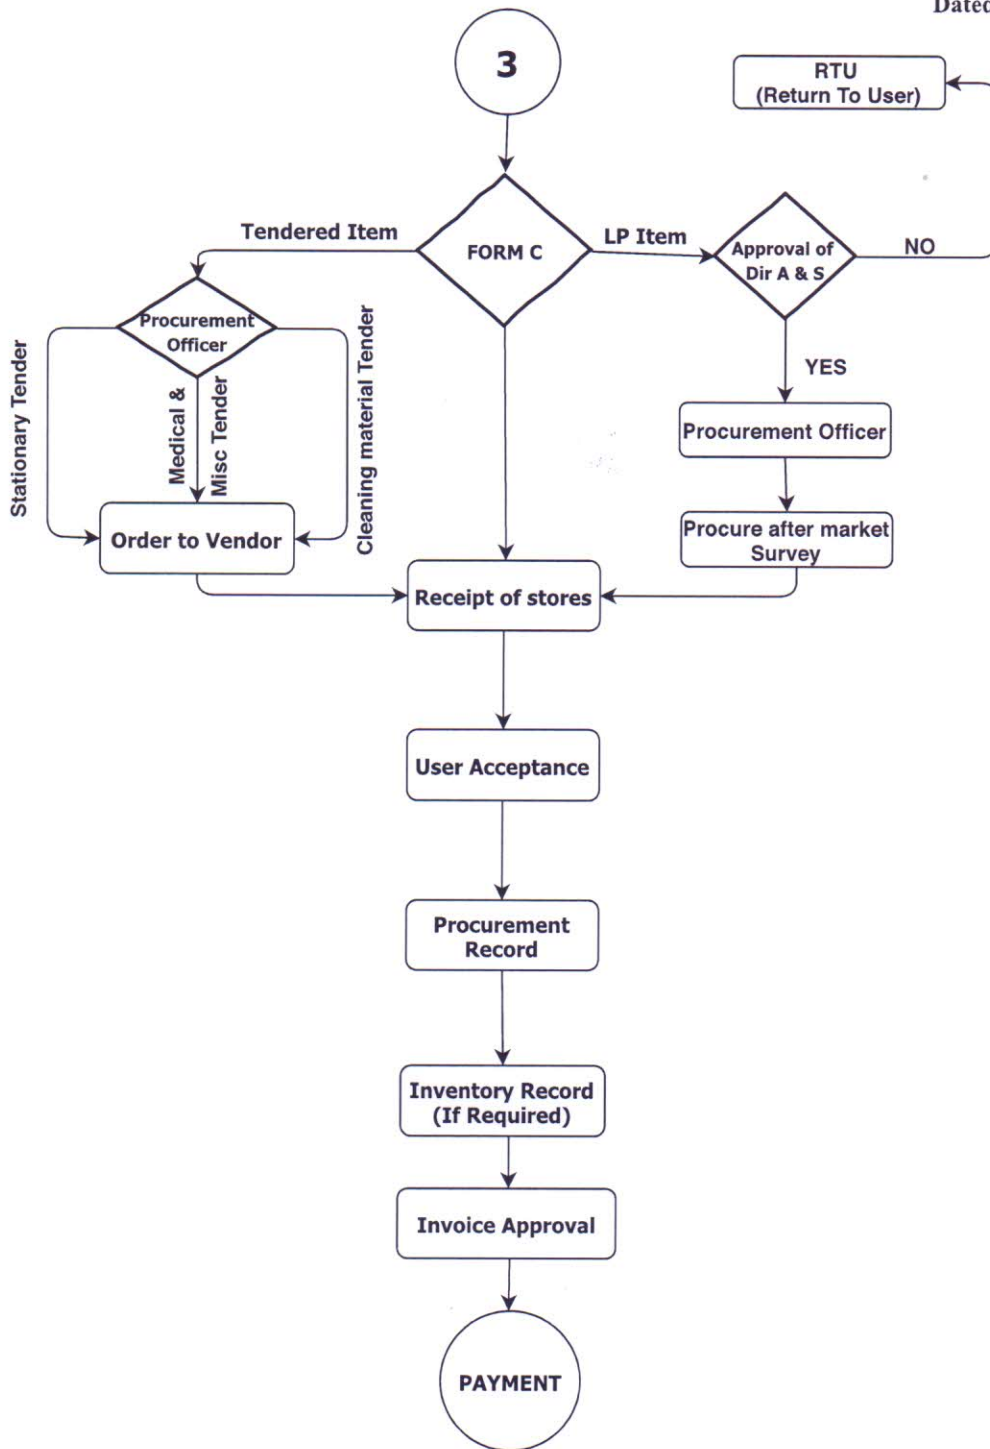 Dated
3
RTU
(Return To User)
Tendered Item
FORM C
LP Item
Approval of
Dir A & S
NO
Procurement
Officer
YES
Stationary Tender
Medical &
Misc Tender
Cleaning material Tender
Procurement Officer
Order to Vendor
Procure after market
Survey
Receipt of stores
User Acceptance
Procurement
Record
Inventory Record
(If Required)
Invoice Approval
PAYMENT